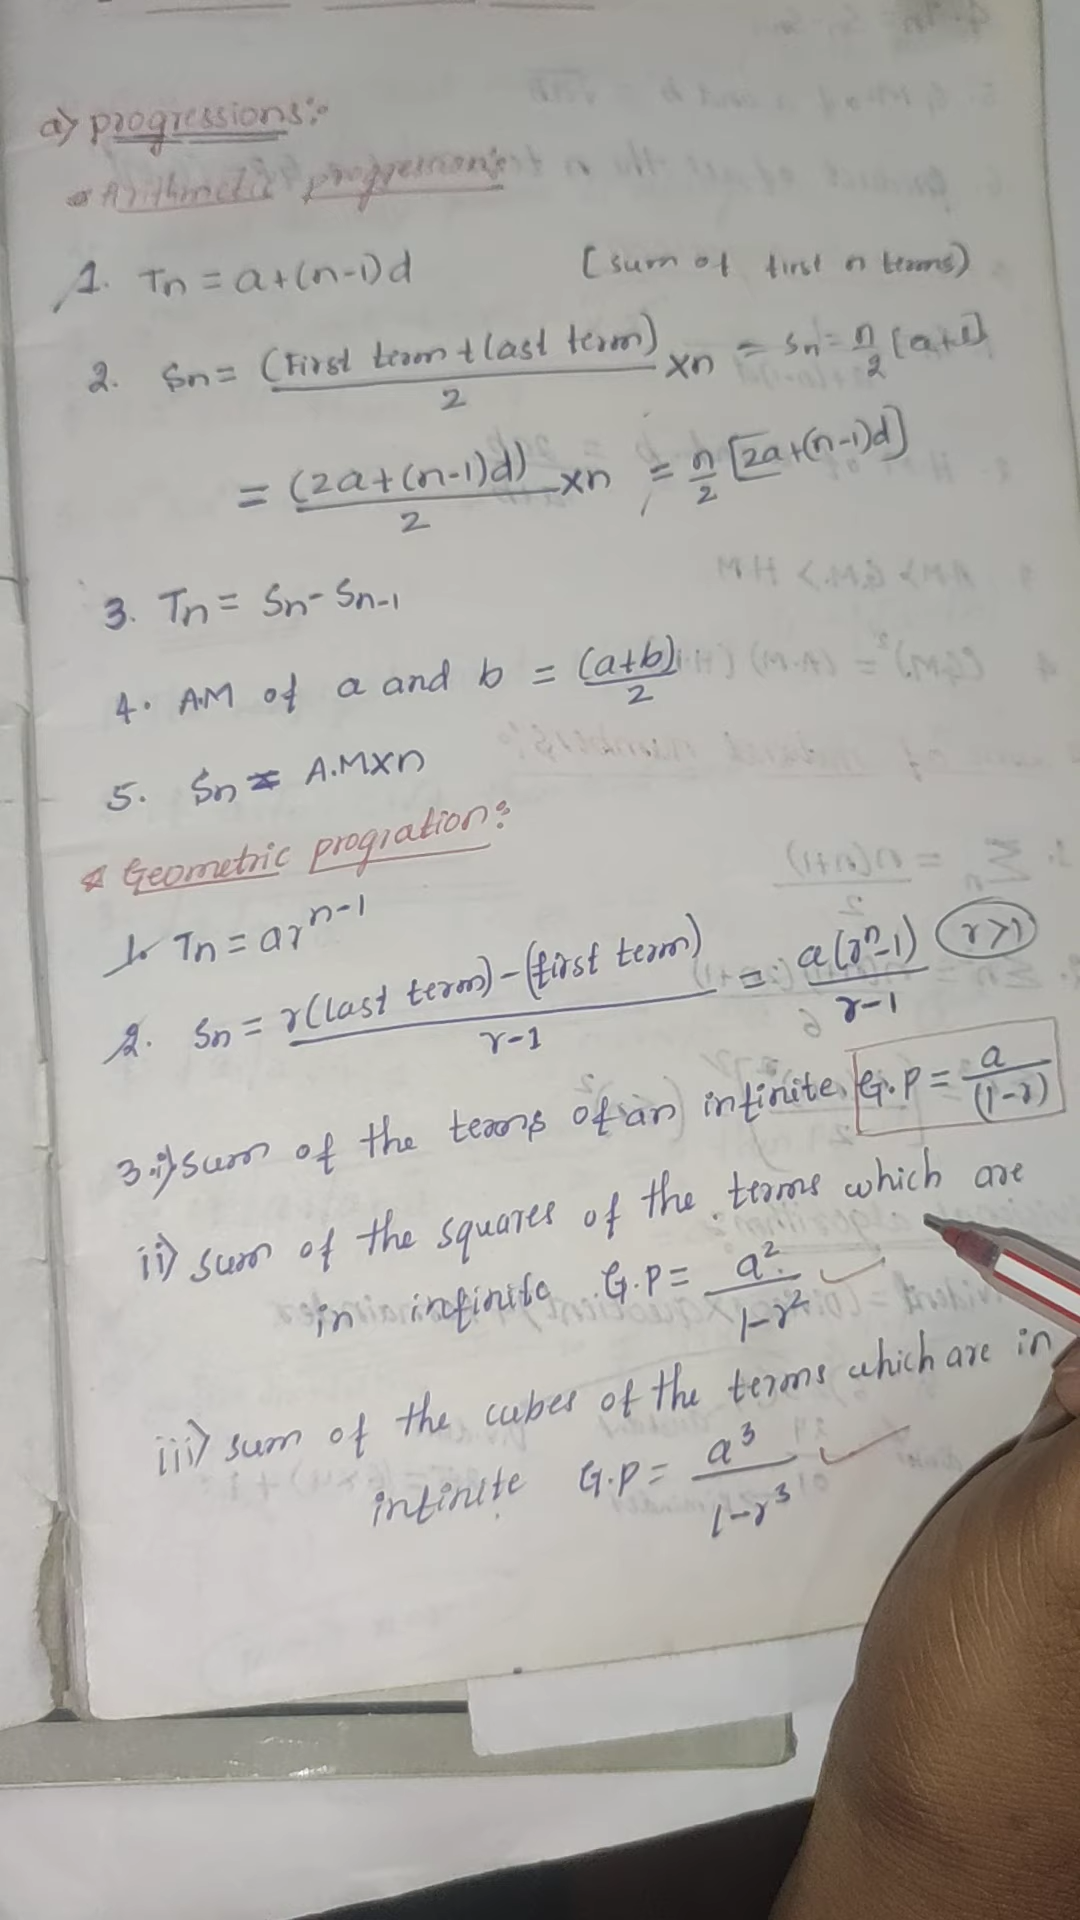 a) progressions:-
Arithmetic progression:
1. Tn = a+(n-1)d [sum of first n terms)
2. Sn = (First term + last term)/2 xn = Sn = n/2 [a+l]
= (2a+(n-1)d)/2 xn = n/2 [2a+(n-1)d]
3. Tn = Sn - Sn-1
4. A.M of a and b = (a+b)/2
5. Sn = A.M x n
* Geometric progration:
1. Tn = ar^n-1
2. Sn = r(last term) - (first term)/r-1 = a(r^n-1)/r-1 (r>1)
3.i) sum of the terms of an infinite G.P = a/(1-r)
ii) sum of the squares of the terms which are
in infinite G.P = a²/1-r²
iii) sum of the cubes of the terms which are in
infinite G.P = a³/1-r³